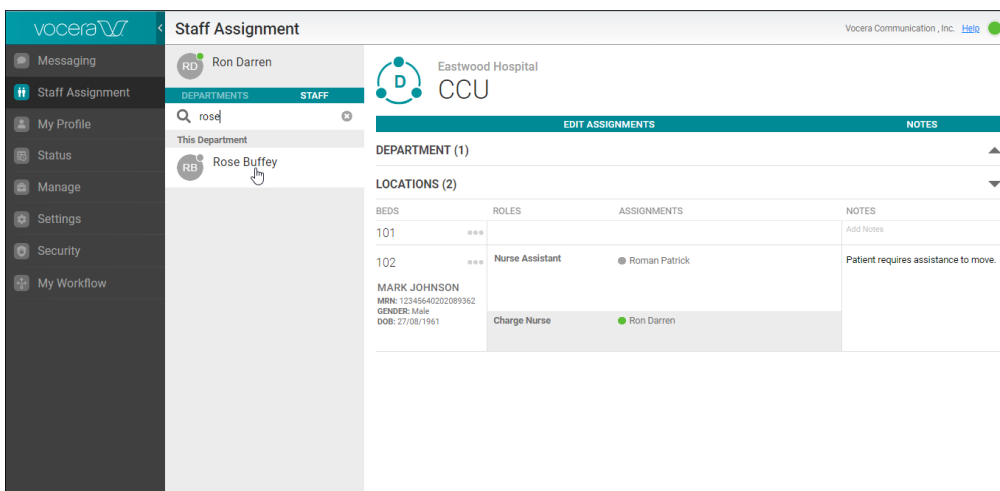 vocera
Staff Assignment
Vocera Communication , Inc. Help
Messaging
Staff Assignment
My Profile
Status
Manage
Settings
Security
My Workflow
RD Ron Darren
DEPARTMENTS STAFF
rose
This Department
RB Rose Buffey
D
Eastwood Hospital
CCU
EDIT ASSIGNMENTS NOTES
DEPARTMENT (1)
LOCATIONS (2)
BEDS ROLES ASSIGNMENTS NOTES
101 Add Notes
102 Nurse Assistant Roman Patrick Patient requires assistance to move.
MARK JOHNSON
MRN: 12345640202089362
GENDER: Male
DOB: 27/08/1961
Charge Nurse Ron Darren